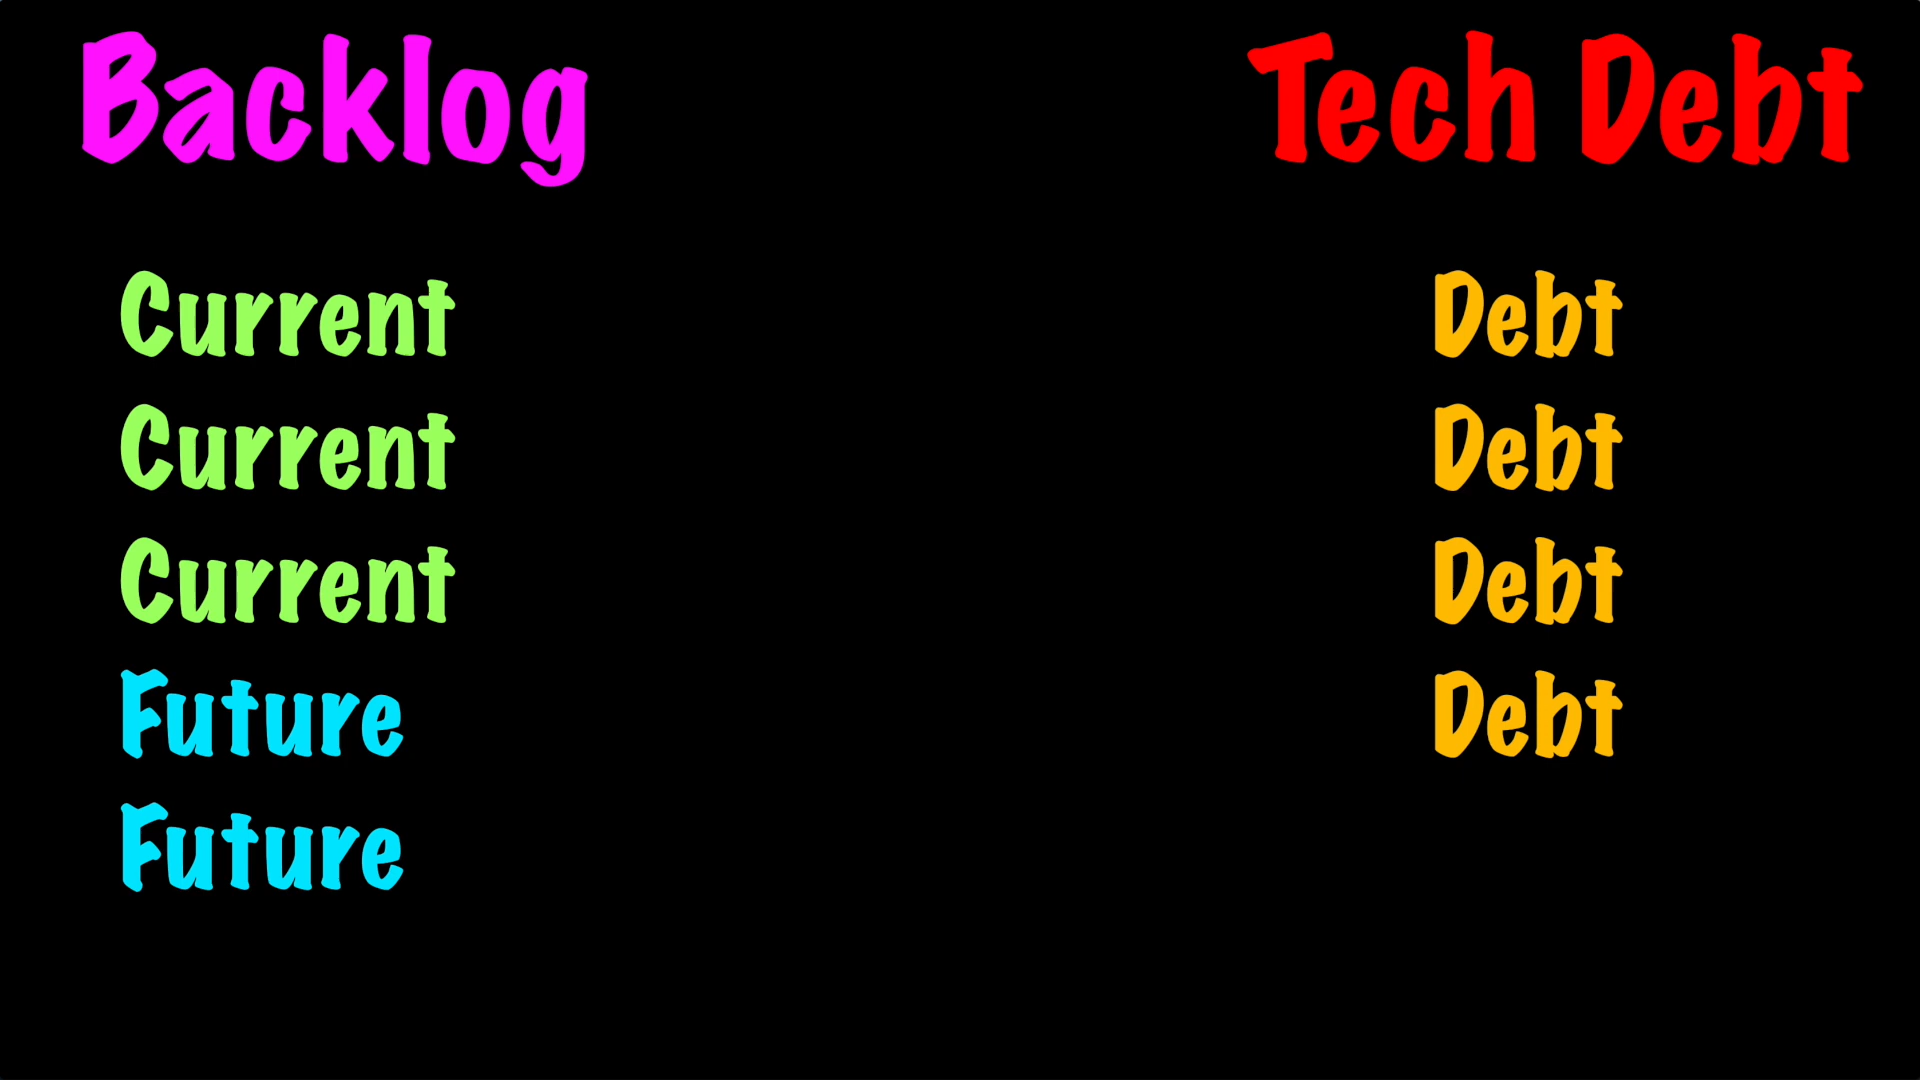 Backlog
Current
Current
Current
Future
Future
Tech Debt
Debt
Debt
Debt
Debt